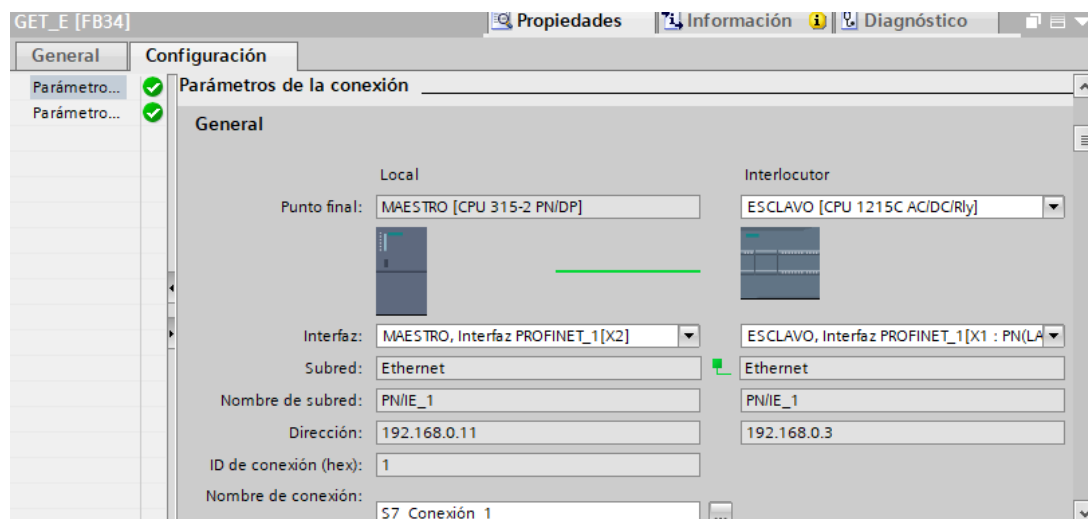 GET_E [FB34]
Propiedades
Información
Diagnóstico
General
Configuración
Parámetro...
Parámetro...
Parámetros de la conexión
General
Local
Interlocutor
Punto final:
MAESTRO [CPU 315-2 PN/DP]
ESCLAVO [CPU 1215C AC/DC/Rly]
Interfaz:
MAESTRO, Interfaz PROFINET_1[X2]
ESCLAVO, Interfaz PROFINET_1[X1 : PN(LA
Subred:
Ethernet
Ethernet
Nombre de subred:
PN/IE_1
PN/IE_1
Dirección:
192.168.0.11
192.168.0.3
ID de conexión (hex):
1
Nombre de conexión:
S7_Conexión_1
...